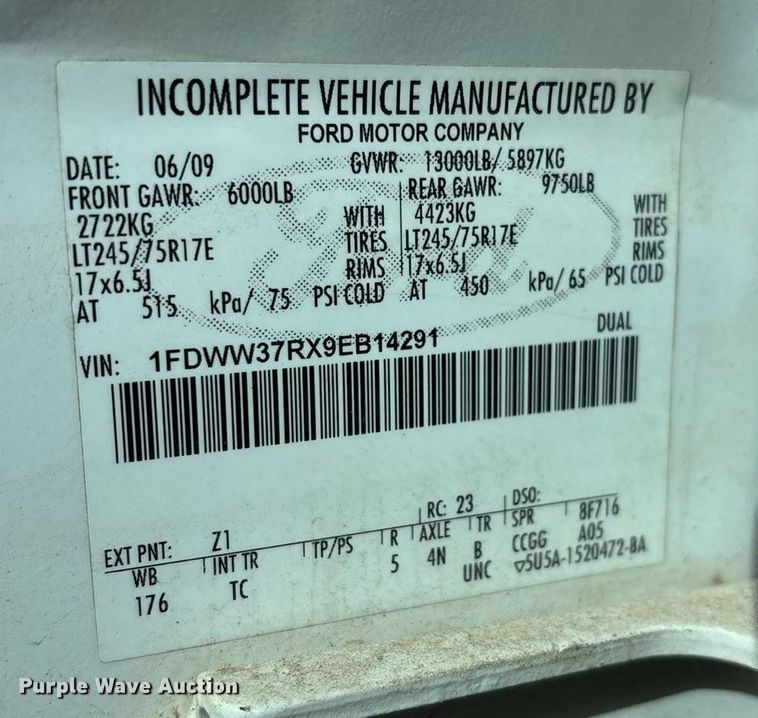 INCOMPLETE VEHICLE MANUFACTURED BY
FORD MOTOR COMPANY
DATE: 06/09 GVWR: 13000LB/ 5897KG
FRONT GAWR: 6000LB REAR GAWR: 9750LB
2722KG WITH 4423KG WITH
LT245/75R17E TIRES LT245/75R17E TIRES
17x6.5J RIMS 17x6.5J RIMS
AT 515 kPa/ 75 PSI COLD AT 450 kPa/ 65 PSI COLD
DUAL
VIN: 1FDWW37RX9EB14291
EXT PNT: Z1 RC: 23 DSO: 8F716
WB INT TR TP/PS R AXLE TR SPR A05
176 TC 5 4N B CCGG
UNC ▽5U5A-1520472-BA
Purple Wave Auction